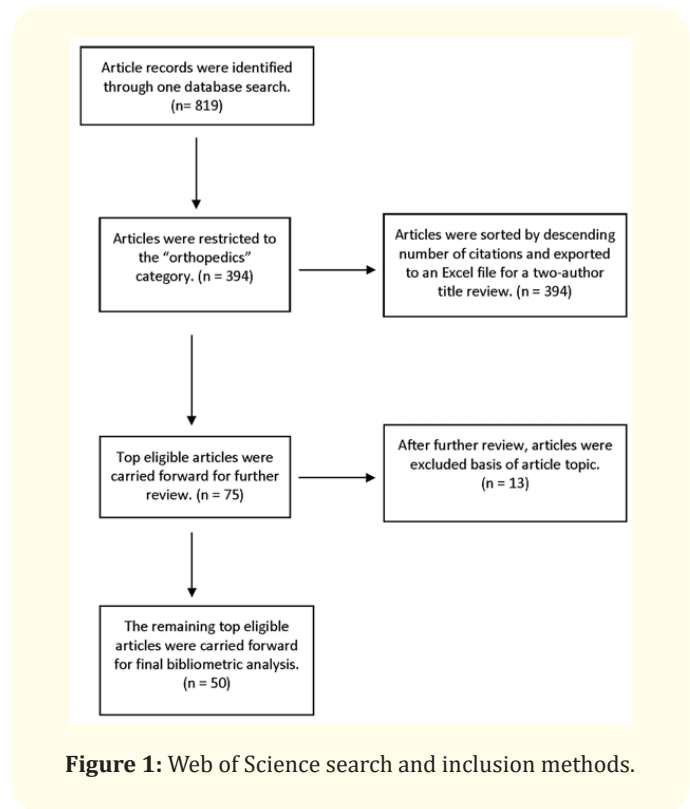 Article records were identified
through one database search.
(n= 819)
Articles were restricted to
the “orthopedics”
category. (n = 394)
Articles were sorted by descending
number of citations and exported
to an Excel file for a two-author
title review. (n = 394)
Top eligible articles were
carried forward for further
review. (n = 75)
After further review, articles were
excluded basis of article topic.
(n = 13)
The remaining top eligible
articles were carried forward
for final bibliometric analysis.
(n = 50)
Figure 1: Web of Science search and inclusion methods.